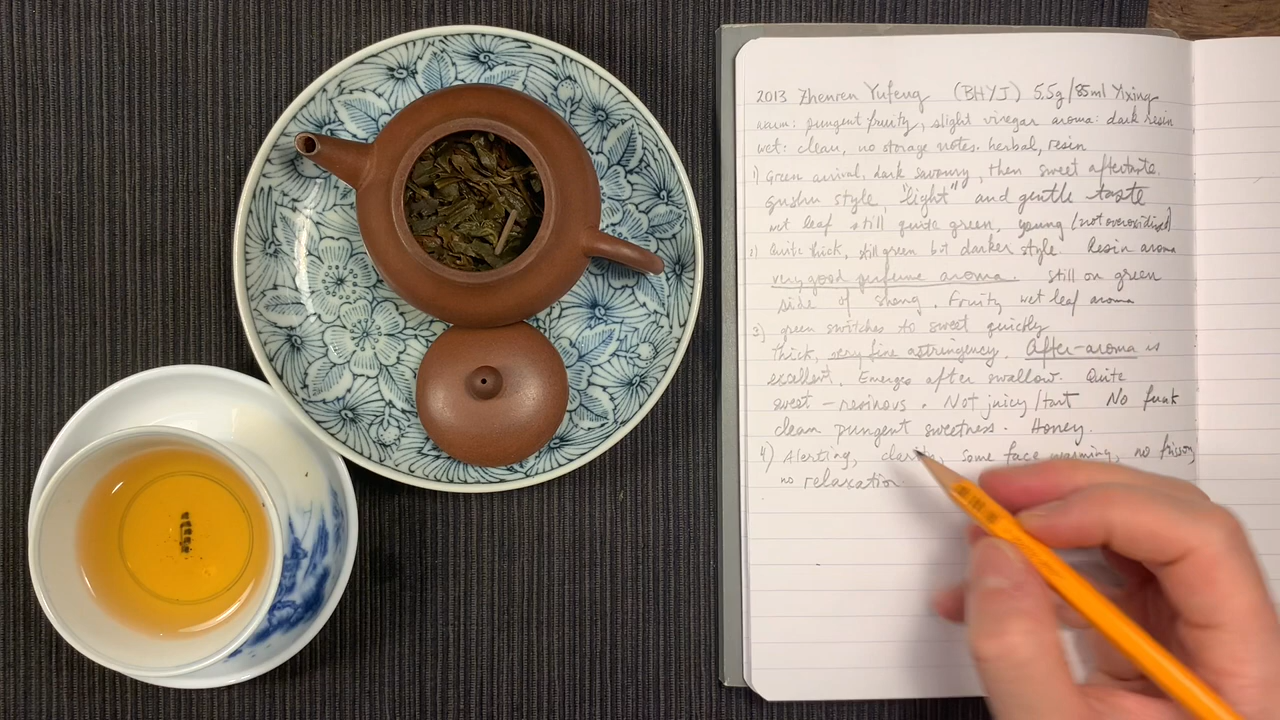 2013 Zhenren Yufeng (BHYJ) 5.5g/85ml Yixing
warm: pungent fruity, slight vinegar aroma: dark resin
wet: clean, no storage notes. herbal, resin
1) Green arrival, dark savoury, then sweet aftertaste.
gushu style, "light" and gentle taste
wet leaf still quite green, young (not overoxidised)
2) Quite thick, still green but darker style. Resin aroma
very good perfume aroma. still on green
side of sheng. Fruity wet leaf aroma
3) green switches to sweet quickly
Thick, very fine astringency. After-aroma is
excellent. Emerges after swallow. Quite
sweet - resinous. Not juicy/tart No funk
clean pungent sweetness. Honey.
4) Alerting, clarity, some face warming, no frisson,
no relaxation.